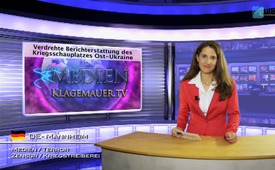 Verdrehte Berichterstattung des
Kriegsschauplatzes Ost-Ukraine
MEDIEN
KLAGEMAUER.TV
DE-MANNHEIM
MEDIEN/TERROR
ZENSUR/KRIEGSTREIBEREI